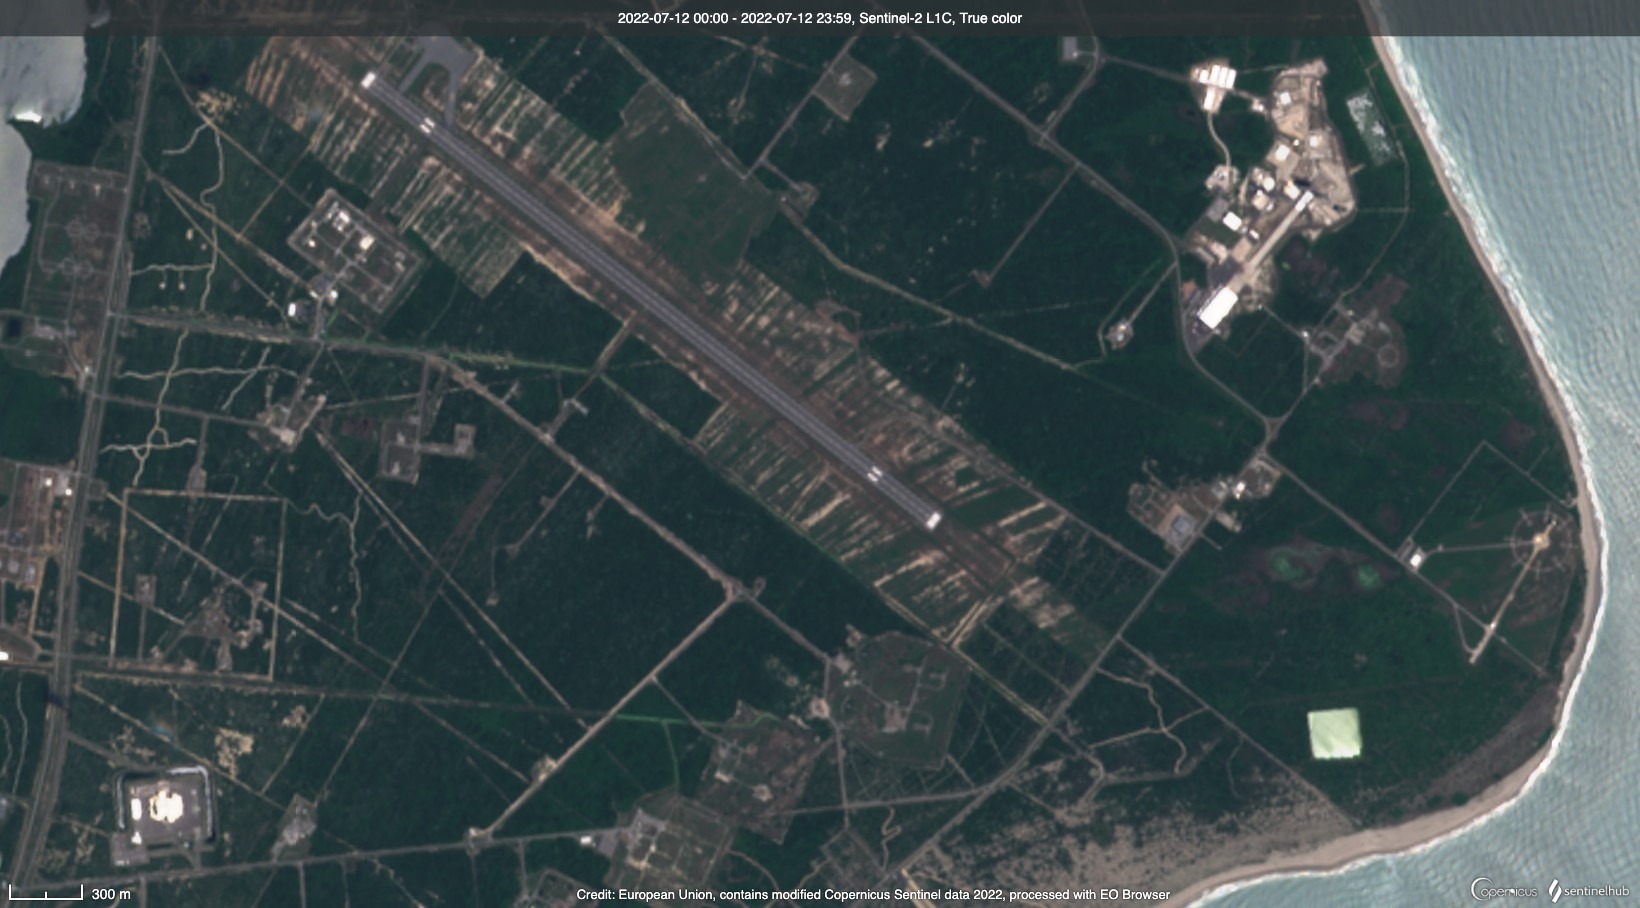 2022-07-12 00:00 - 2022-07-12 23:59, Sentinel-2 L1C, True color
300 m
Credit: European Union, contains modified Copernicus Sentinel data 2022, processed with EO Browser
Copernicus
sentinelhub